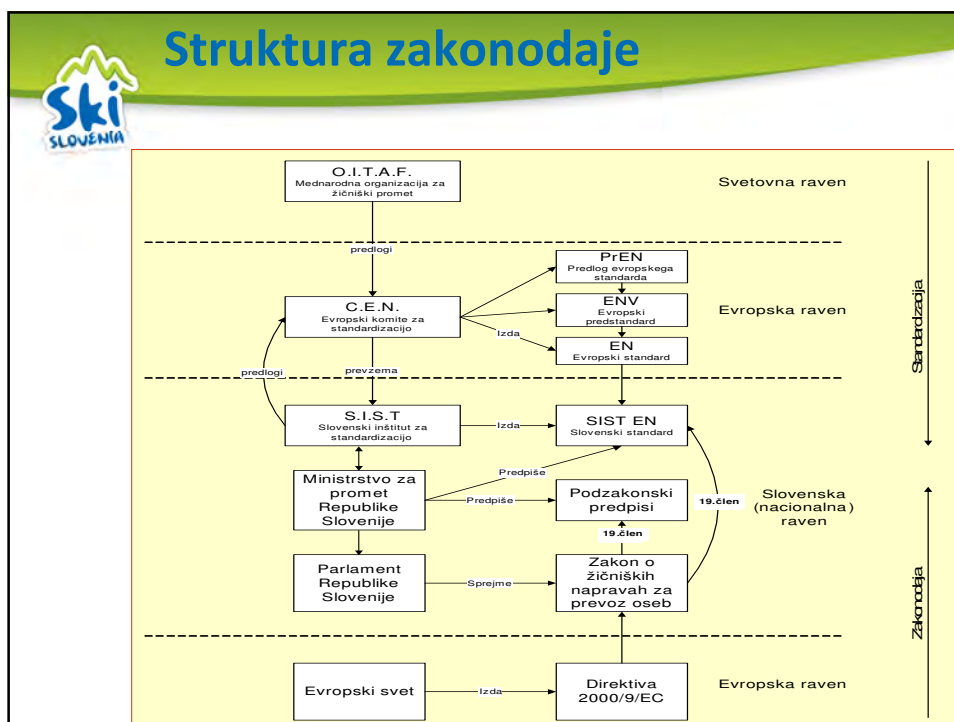 Struktura zakonodaje
Ski
SLOVENIA
O.I.T.A.F.
Mednarodna organizacija za
žičniški promet
Svetovna raven
predlogi
PrEN
Predlog evropskega
standarda
C.E.N.
Evropski komite za
standardizacijo
ENV
Evropski
predstandard
Evropska raven
Izda
EN
Evropski standard
Standardizacija
predlogi
prevzema
S.I.S.T
Slovenski inštitut za
standardizacijo
Izda
SIST EN
Slovenski standard
Predpiše
Ministrstvo za
promet
Republike
Slovenije
Predpiše
Podzakonski
predpisi
19.člen
Slovenska
(nacionalna)
raven
19.člen
Parlament
Republike
Slovenije
Sprejme
Zakon o
žičniških
napravah za
prevoz oseb
Zakonodaja
Evropski svet
Izda
Direktiva
2000/9/EC
Evropska raven